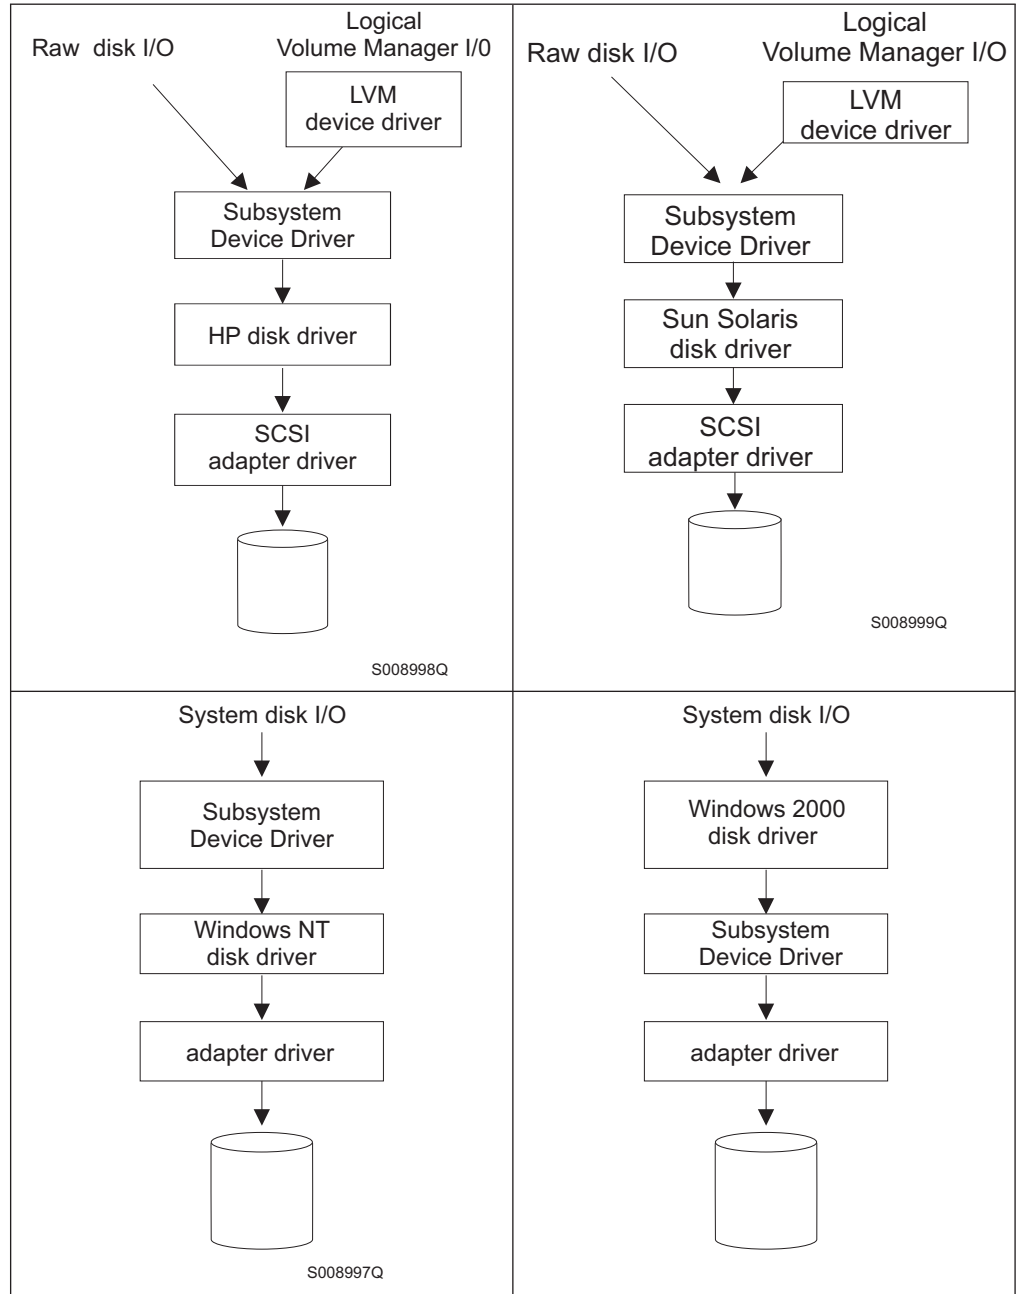 Raw disk I/O
Logical
Volume Manager I/0
LVM
device driver
Subsystem
Device Driver
HP disk driver
SCSI
adapter driver
S008998Q
Raw disk I/O
Logical
Volume Manager I/O
LVM
device driver
Subsystem
Device Driver
Sun Solaris
disk driver
SCSI
adapter driver
S008999Q
System disk I/O
Subsystem
Device Driver
Windows NT
disk driver
adapter driver
S008997Q
System disk I/O
Windows 2000
disk driver
Subsystem
Device Driver
adapter driver